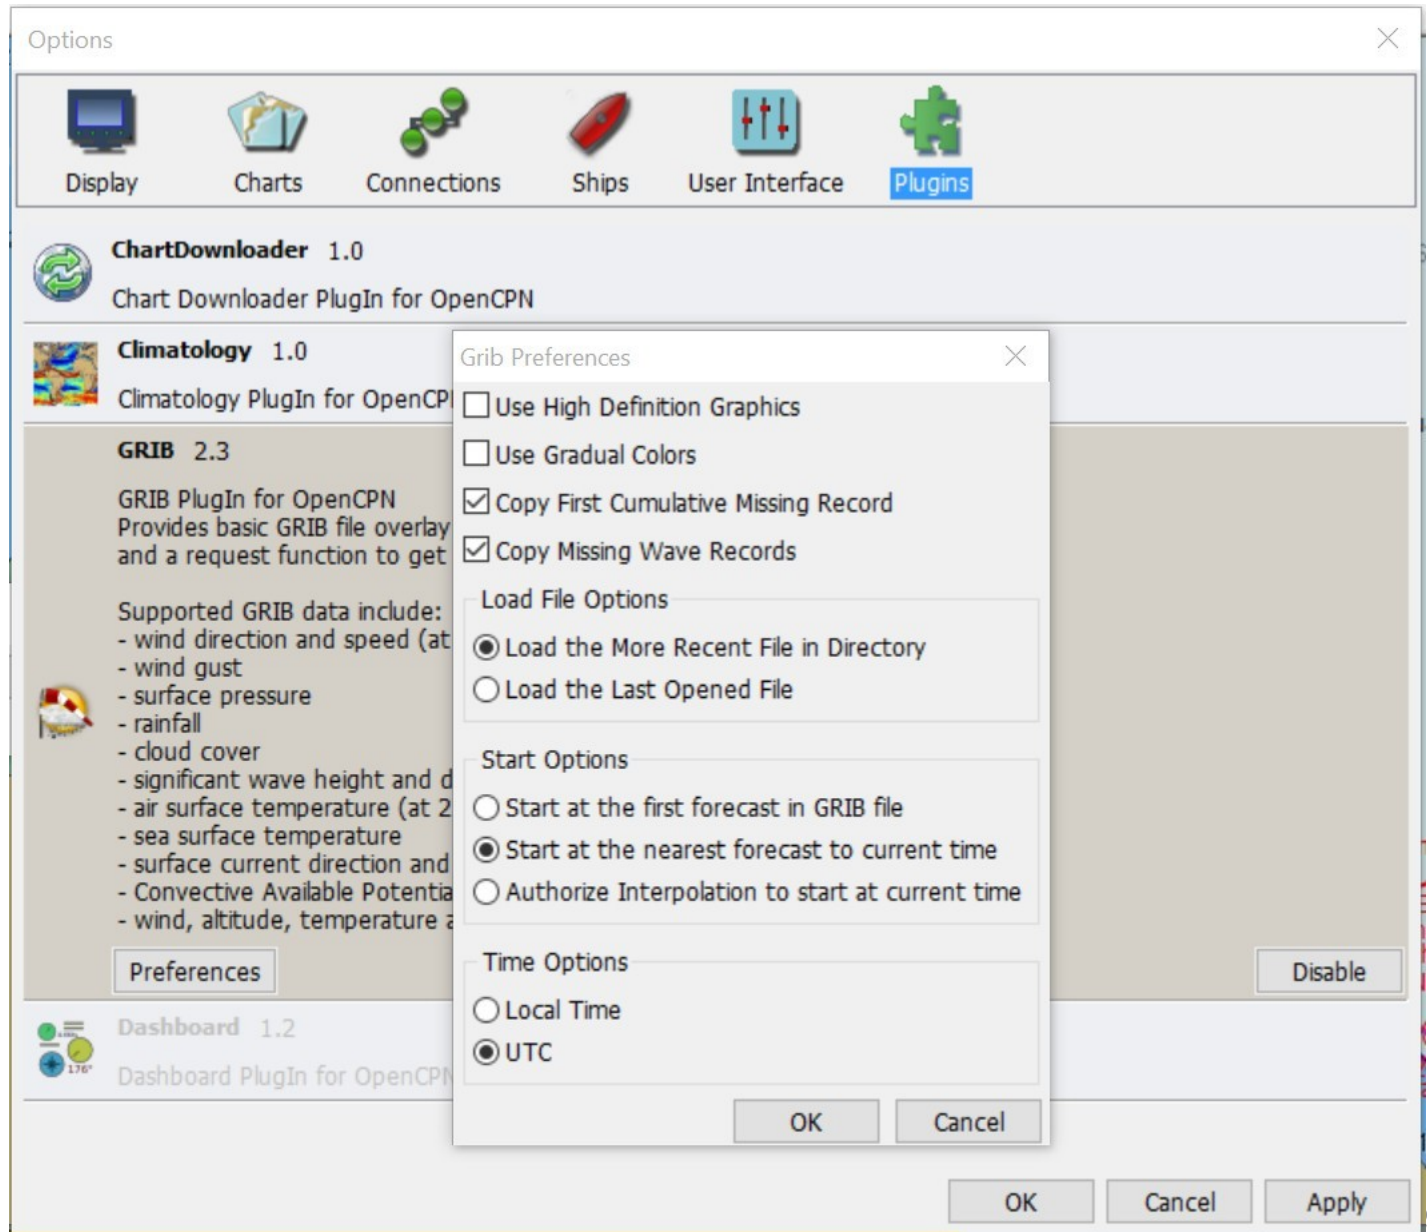 Options
Display
Charts
Connections
Ships
User Interface
Plugins
ChartDownloader 1.0
Chart Downloader PlugIn for OpenCPN
Climatology 1.0
Climatology PlugIn for OpenCP
GRIB 2.3
GRIB PlugIn for OpenCPN
Provides basic GRIB file overlay
and a request function to get
Supported GRIB data include:
- wind direction and speed (at
- wind gust
- surface pressure
- rainfall
- cloud cover
- significant wave height and d
- air surface temperature (at 2
- sea surface temperature
- surface current direction and
- Convective Available Potentia
- wind, altitude, temperature a
Preferences
Disable
Dashboard 1.2
Dashboard PlugIn for OpenCPN
176°
Grib Preferences
Use High Definition Graphics
Use Gradual Colors
Copy First Cumulative Missing Record
Copy Missing Wave Records
Load File Options
Load the More Recent File in Directory
Load the Last Opened File
Start Options
Start at the first forecast in GRIB file
Start at the nearest forecast to current time
Authorize Interpolation to start at current time
Time Options
Local Time
UTC
OK
Cancel
OK
Cancel
Apply